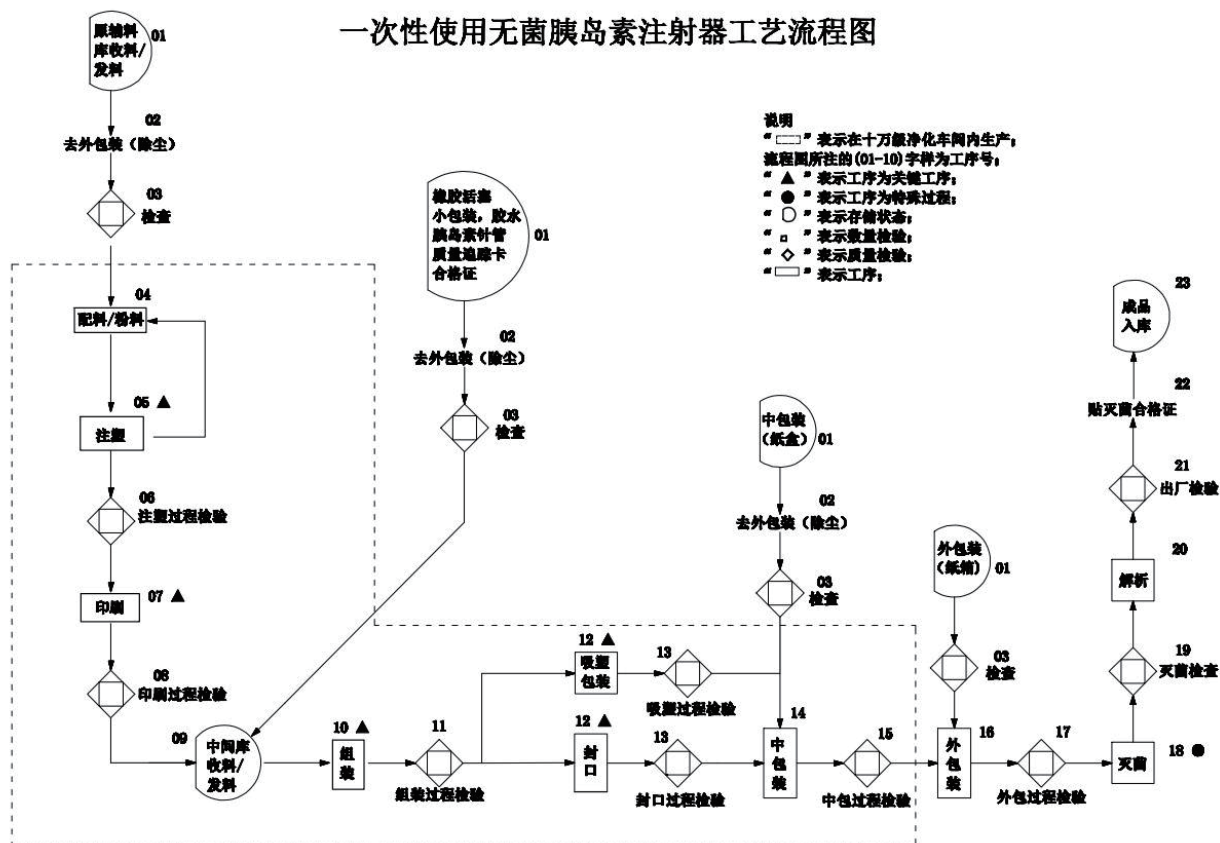 一次性使用无菌胰岛素注射器工艺流程图
原辅料
库收料/
发料
01
02
去外包装（除尘）
03
检查
说明
“ ” 表示在十万级净化车间内生产；
流程图所注的(01-10)字样为工序号；
“ ▲ ” 表示工序为关键工序；
“ ● ” 表示工序为特殊过程；
“ ” 表示存储状态；
“ □ ” 表示数量检验；
“ ◇ ” 表示质量检验；
“ ” 表示工序；
橡胶活塞
小包装，胶水
胰岛素针管
质量追踪卡
合格证
01
02
去外包装（除尘）
03
检查
04
配料/粉料
05 ▲
注塑
06
注塑过程检验
07 ▲
印刷
08
印刷过程检验
09
中间库
收料/
发料
10 ▲
组装
11
组装过程检验
12 ▲
吸塑
包装
13
吸塑过程检验
12 ▲
封口
13
封口过程检验
中包装
（纸盒）
01
02
去外包装（除尘）
03
检查
14
中包装
15
中包过程检验
外包装
（纸箱）
01
03
检查
16
外包装
17
外包过程检验
18 ●
灭菌
19
灭菌检查
20
解析
21
出厂检验
22
贴灭菌合格证
23
成品
入库